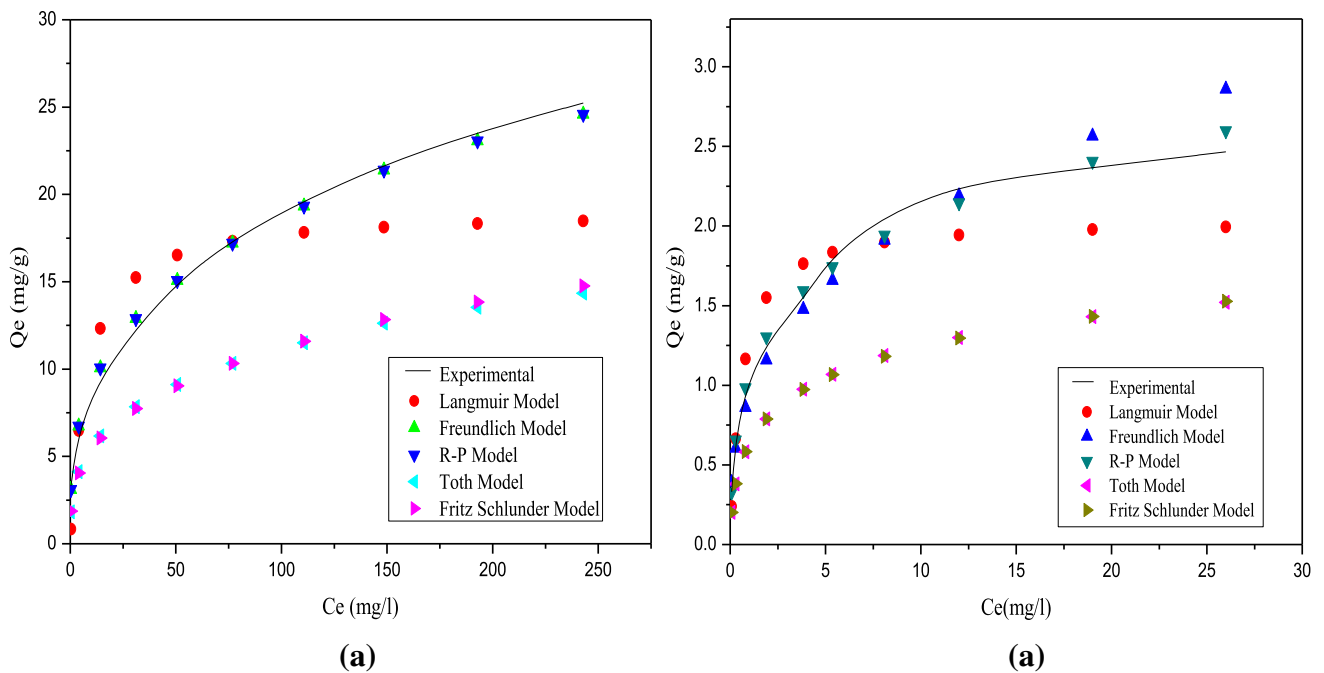 30
25
20
15
10
5
0
Qe (mg/g)
0 50 100 150 200 250
Ce (mg/l)
Experimental
Langmuir Model
Freundlich Model
R-P Model
Toth Model
Fritz Schlunder Model
(a)
3.0
2.5
2.0
1.5
1.0
0.5
0.0
Qe (mg/g)
0 5 10 15 20 25 30
Ce(mg/l)
Experimental
Langmuir Model
Freundlich Model
R-P Model
Toth Model
Fritz Schlunder Model
(a)